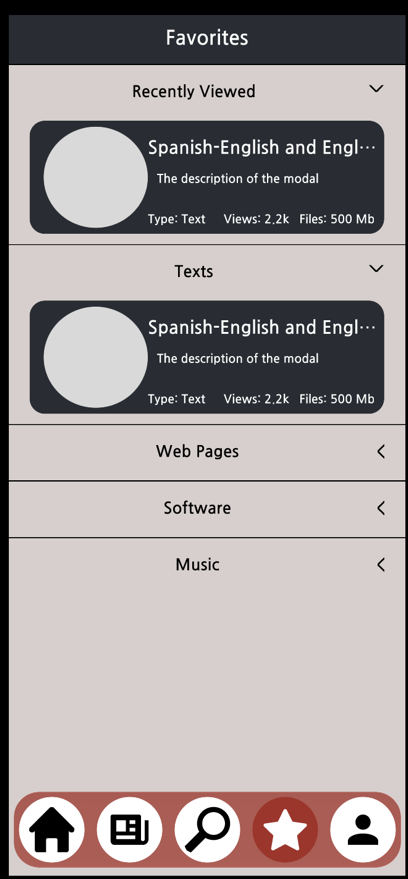 Favorites
Recently Viewed
Spanish-English and Engl···
The description of the modal
Type: Text Views: 2.2k Files: 500 Mb
Texts
Spanish-English and Engl···
The description of the modal
Type: Text Views: 2.2k Files: 500 Mb
Web Pages
Software
Music